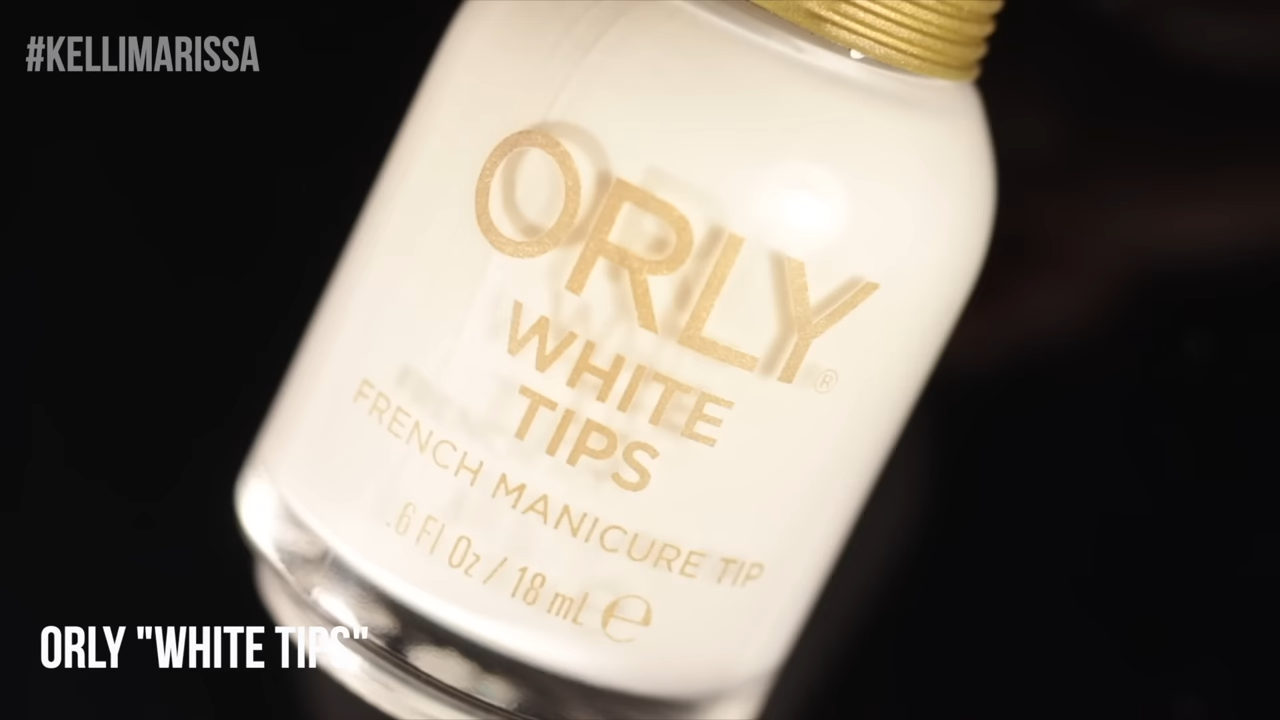 #KELLIMARISSA
ORLY®
WHITE
TIPS
FRENCH MANICURE TIP
.6 Fl Oz / 18 mL ℮
ORLY "WHITE TIPS"